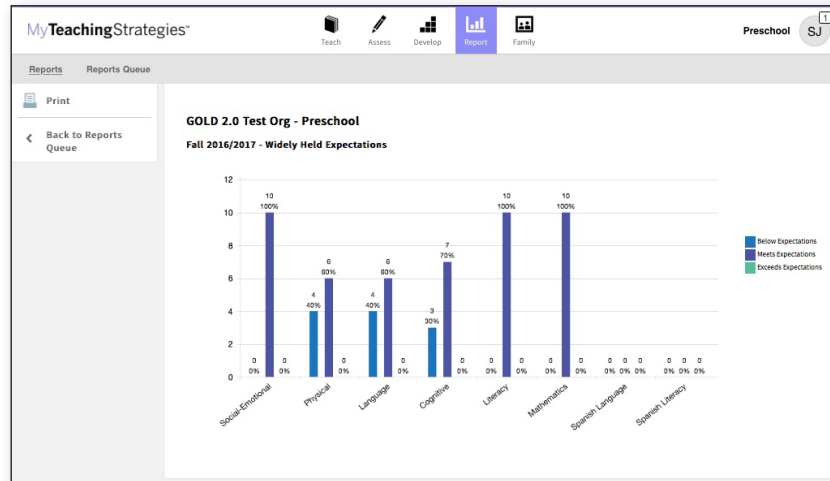 MyTeachingStrategies™
Teach
Assess
Develop
Report
Family
Preschool
SJ
1
Reports
Reports Queue
Print
Back to Reports
Queue
GOLD 2.0 Test Org - Preschool
Fall 2016/2017 - Widely Held Expectations
12
10
8
6
4
2
0
0
0%
10
100%
0
0%
4
40%
6
60%
0
0%
4
40%
6
60%
0
0%
3
30%
7
70%
0
0%
0
0%
10
100%
0
0%
0
0%
10
100%
0
0%
0 0 0
0% 0% 0%
0 0 0
0% 0% 0%
Social-Emotional
Physical
Language
Cognitive
Literacy
Mathematics
Spanish Language
Spanish Literacy
Below Expectations
Meets Expectations
Exceeds Expectations